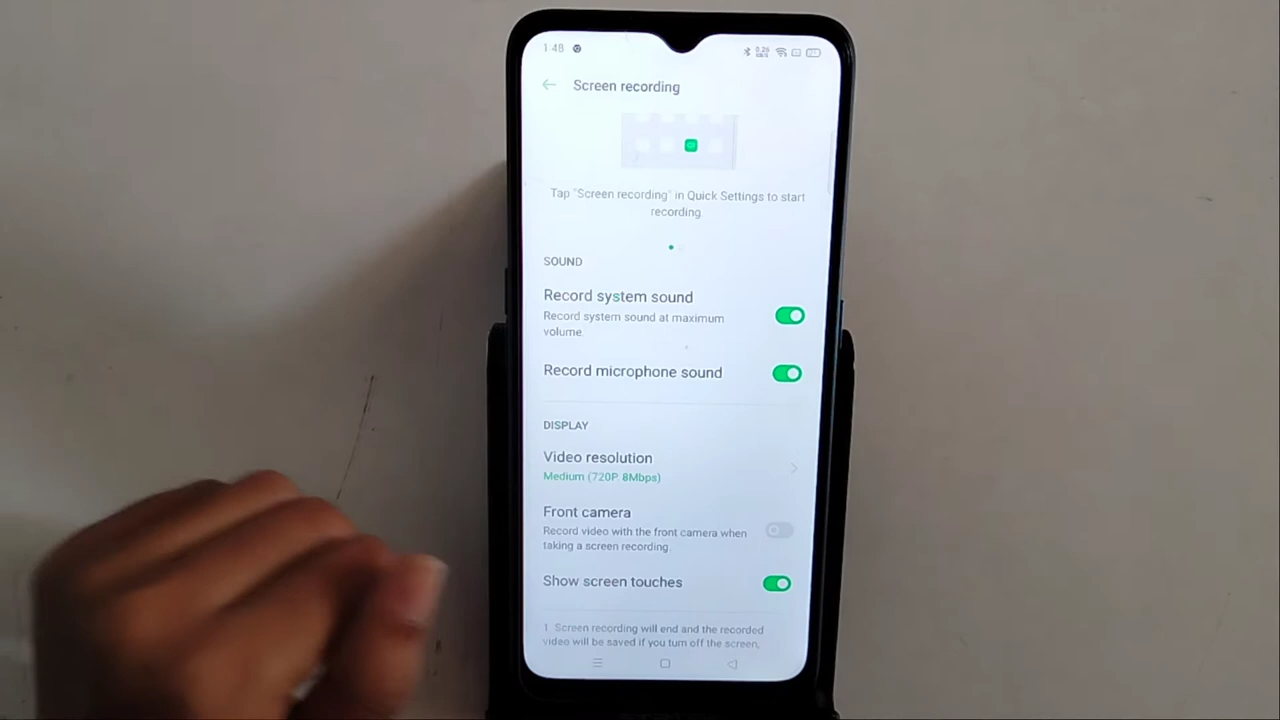 1:48
0.26
KB/s
Screen recording
Tap "Screen recording" in Quick Settings to start
recording.
SOUND
Record system sound
Record system sound at maximum
volume.
Record microphone sound
DISPLAY
Video resolution
Medium (720P 8Mbps)
Front camera
Record video with the front camera when
taking a screen recording.
Show screen touches
1. Screen recording will end and the recorded
video will be saved if you turn off the screen,